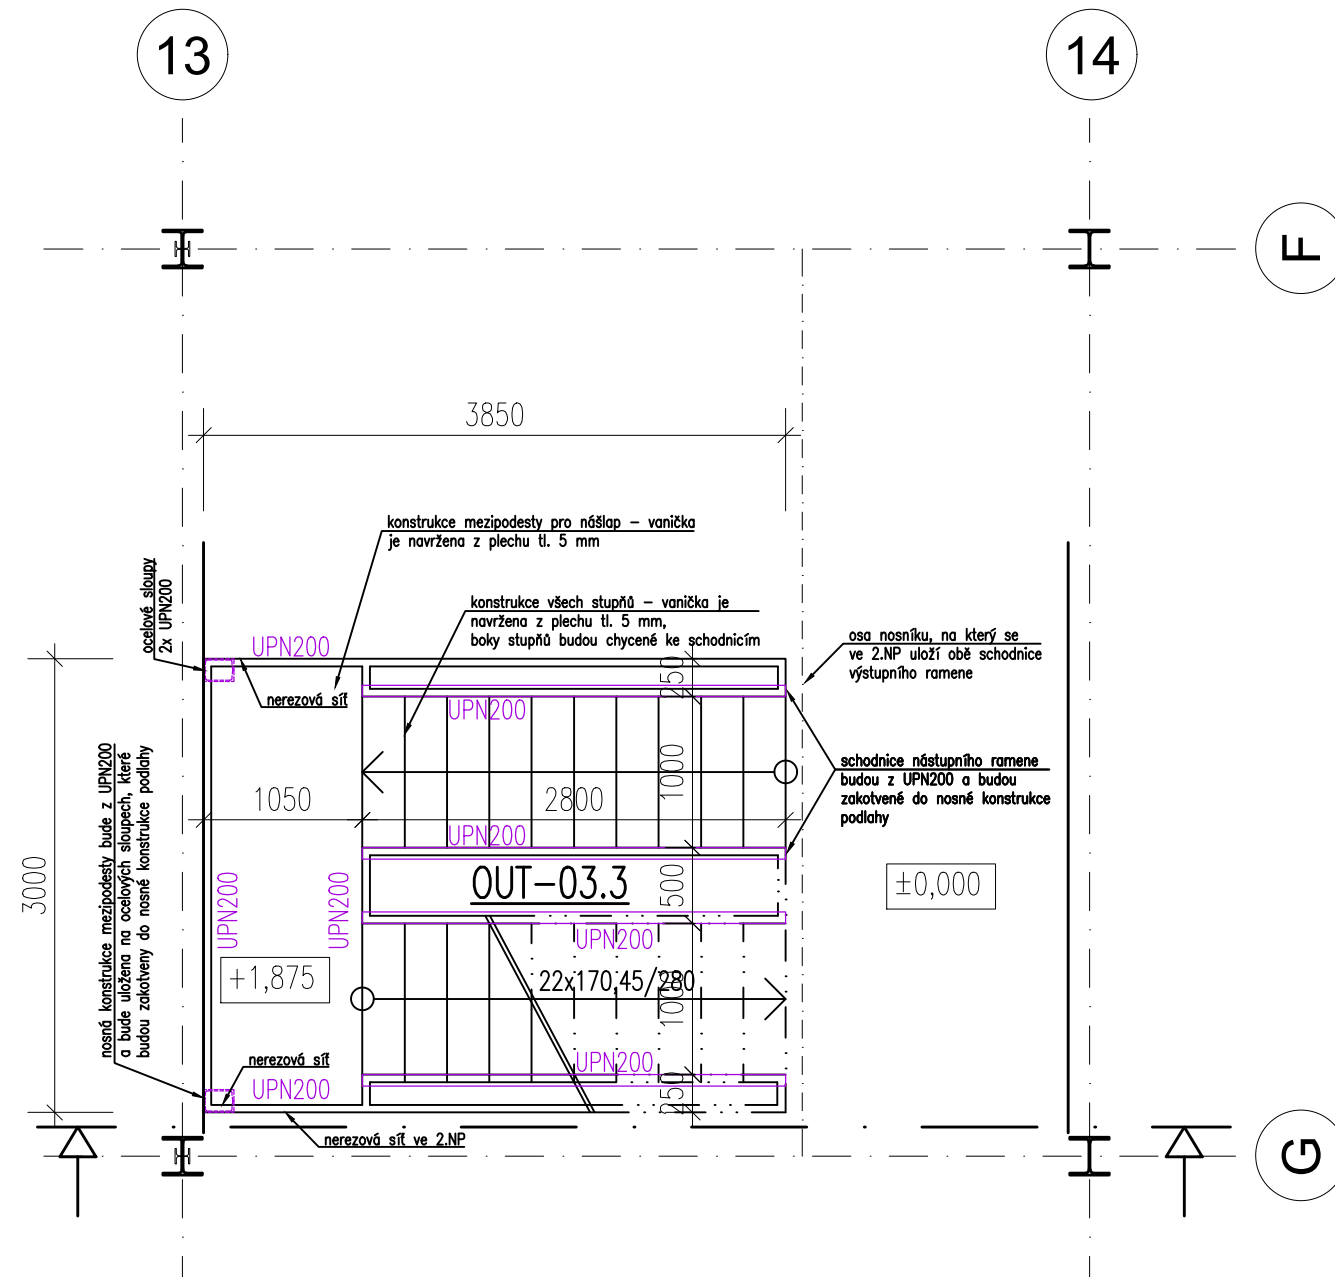 13
14
F
3850
konstrukce mezipodesty pro nášlap – vanička
je navržena z plechu tl. 5 mm
ocelové sloupy
2x UPN200
konstrukce všech stupňů – vanička je
navržena z plechu tl. 5 mm,
boky stupňů budou chycené ke schodnicím
osa nosníku, na který se
ve 2.NP uloží obě schodnice
výstupního ramene
UPN200
nerezová síť
250
UPN200
schodnice nástupního ramene
budou z UPN200 a budou
zakotvené do nosné konstrukce
podlahy
nosná konstrukce mezipodesty bude z UPN200
a bude uložena na ocelových sloupech, které
budou zakotveny do nosné konstrukce podlahy
1000
1050
2800
UPN200
3000
OUT–03.3
500
±0,000
UPN200
UPN200
UPN200
+1,875
22x170,45/280
1000
nerezová síť
UPN200
UPN200
250
nerezová síť ve 2.NP
G